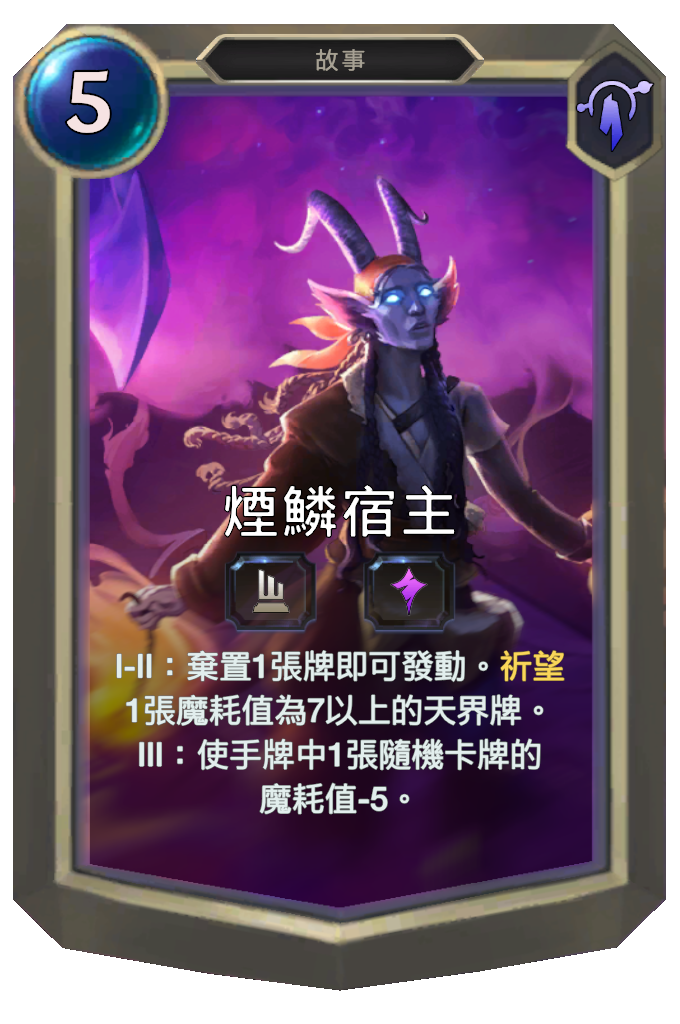 5
故事
煙鱗宿主
I-II：棄置1張牌即可發動。祈望
1張魔耗值為7以上的天界牌。
III：使手牌中1張隨機卡牌的
魔耗值-5。